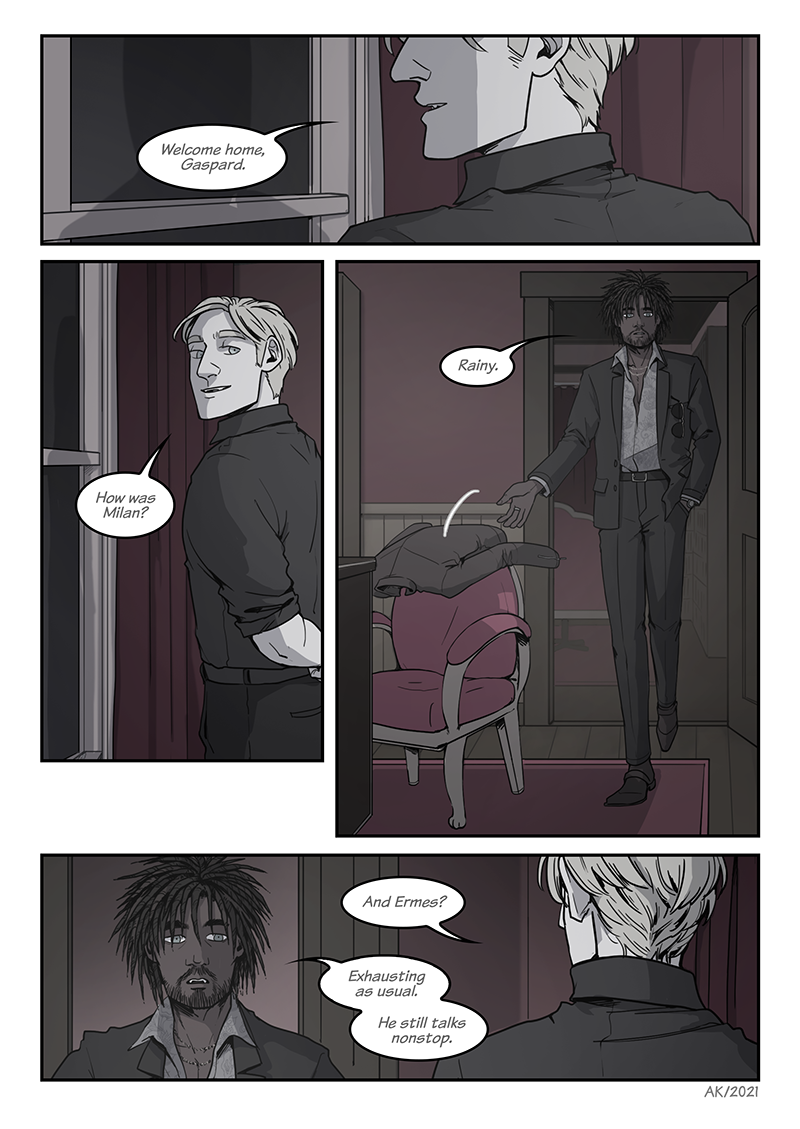 Welcome home,
Gaspard.
How was
Milan?
Rainy.
And Ermes?
Exhausting
as usual.
He still talks
nonstop.
AK/2021